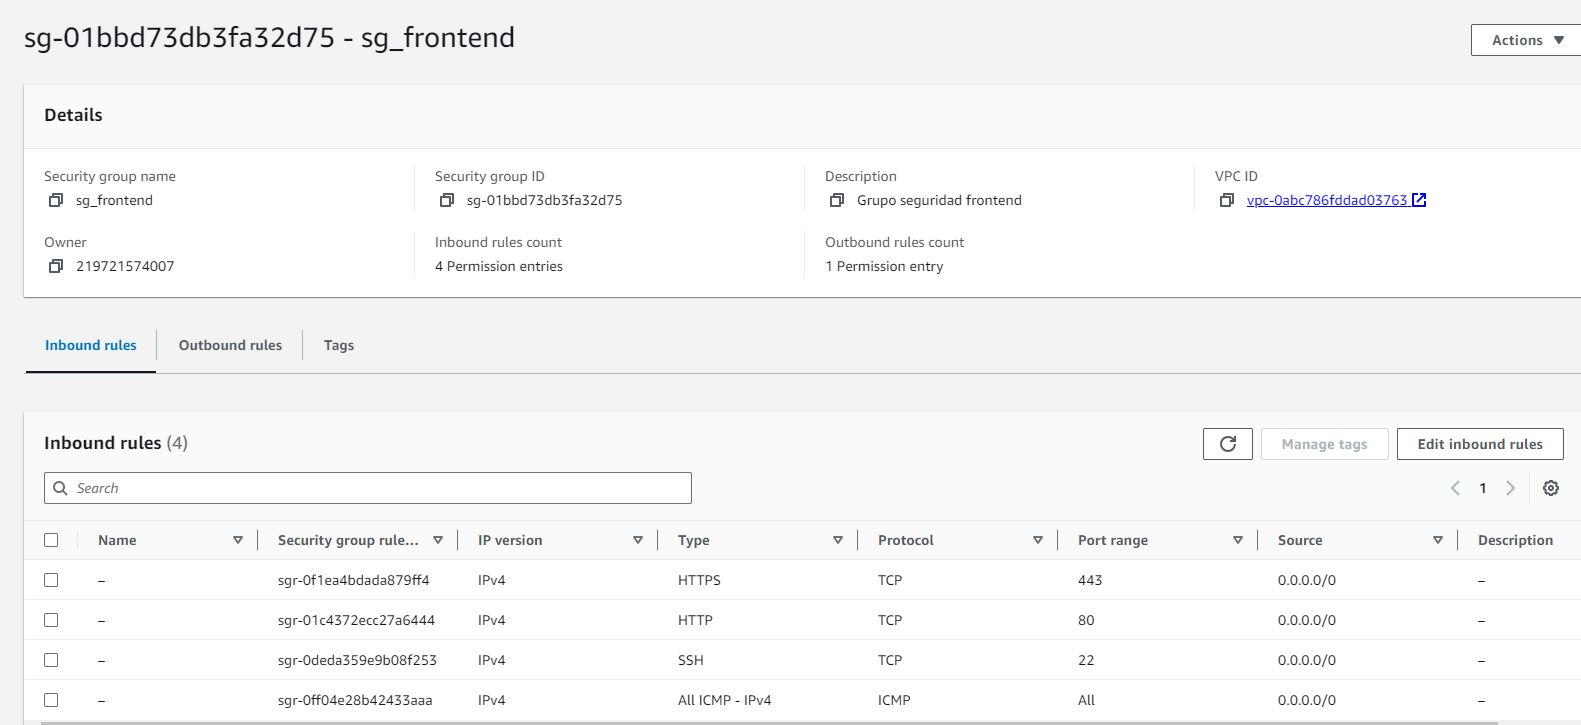 sg-01bbd73db3fa32d75 - sg_frontend
Actions
Details
Security group name
sg_frontend
Security group ID
sg-01bbd73db3fa32d75
Description
Grupo seguridad frontend
VPC ID
vpc-0abc786fddad03763
Owner
219721574007
Inbound rules count
4 Permission entries
Outbound rules count
1 Permission entry
Inbound rules Outbound rules Tags
Inbound rules (4)
Manage tags Edit inbound rules
Search
1
Name Security group rule... IP version Type Protocol Port range Source Description
– sgr-0f1ea4bdada879ff4 IPv4 HTTPS TCP 443 0.0.0.0/0 –
– sgr-01c4372ecc27a6444 IPv4 HTTP TCP 80 0.0.0.0/0 –
– sgr-0deda359e9b08f253 IPv4 SSH TCP 22 0.0.0.0/0 –
– sgr-0ff04e28b42433aaa IPv4 All ICMP - IPv4 ICMP All 0.0.0.0/0 –